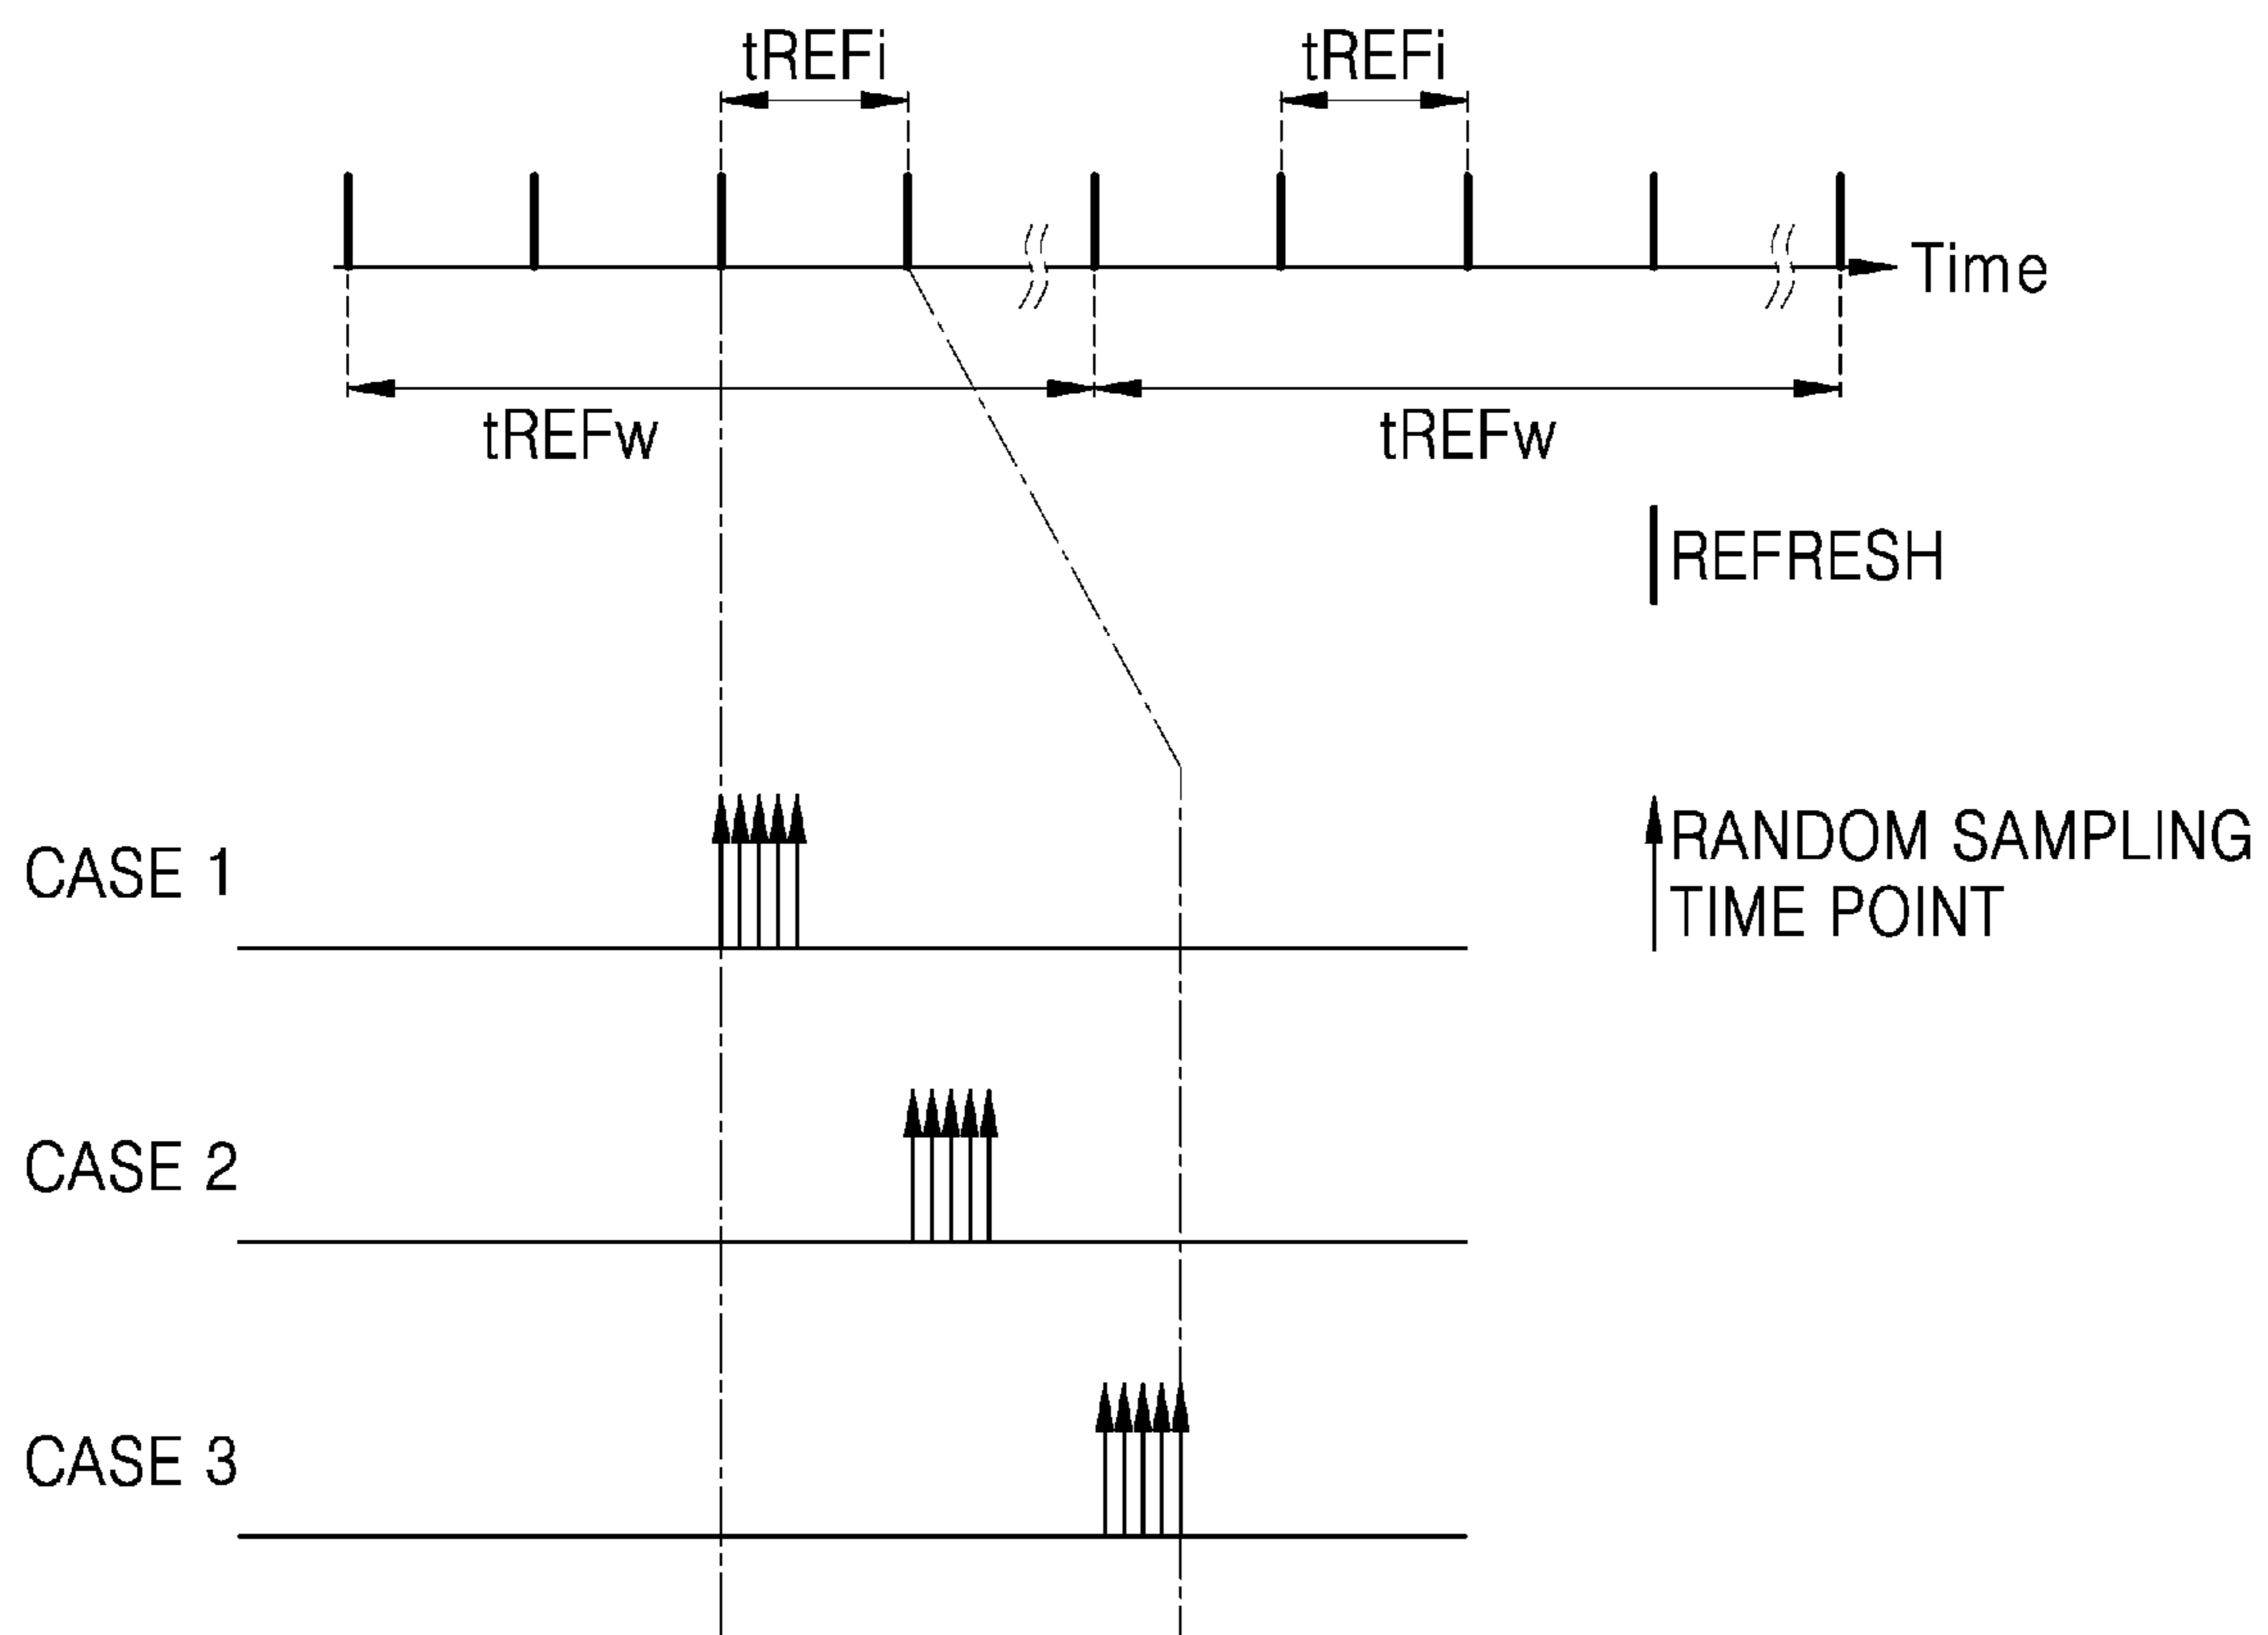 tREFi
tREFi
Time
tREFw
tREFw
REFRESH
RANDOM SAMPLING
TIME POINT
CASE 1
CASE 2
CASE 3